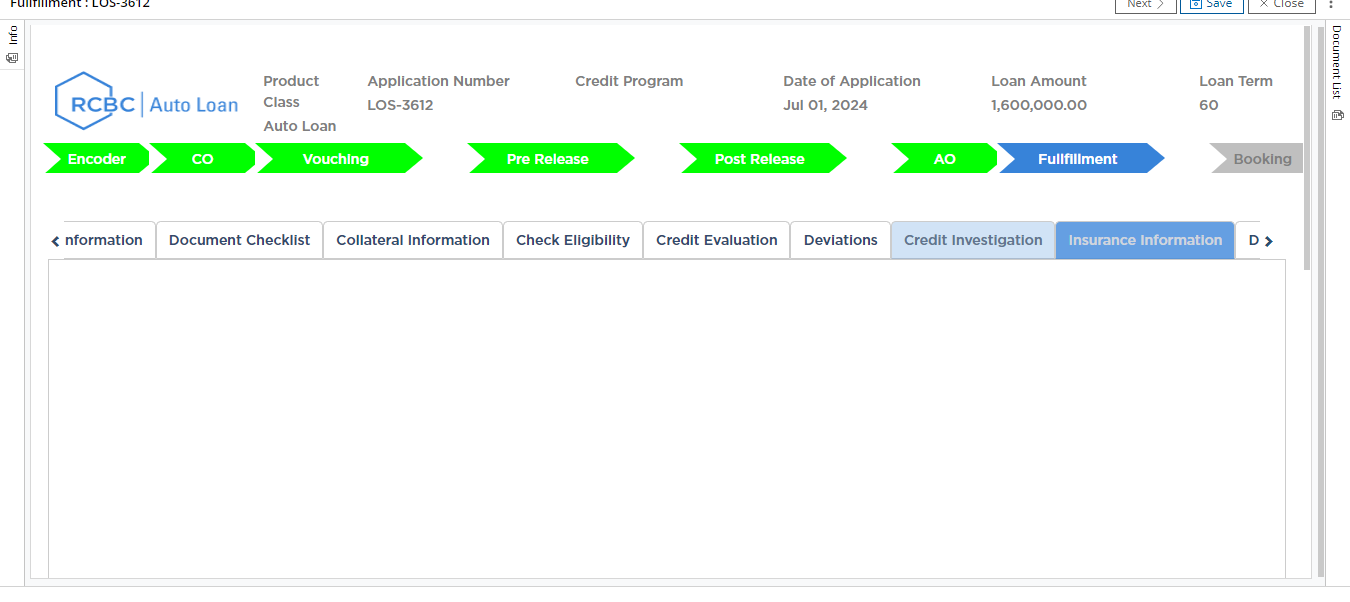 Fullfillment : LOS-3612
Next
Save
Close
Info
Document List
RCBC Auto Loan
Product Class
Auto Loan
Application Number
LOS-3612
Credit Program
Date of Application
Jul 01, 2024
Loan Amount
1,600,000.00
Loan Term
60
Encoder
CO
Vouching
Pre Release
Post Release
AO
Fullfillment
Booking
nformation
Document Checklist
Collateral Information
Check Eligibility
Credit Evaluation
Deviations
Credit Investigation
Insurance Information
D